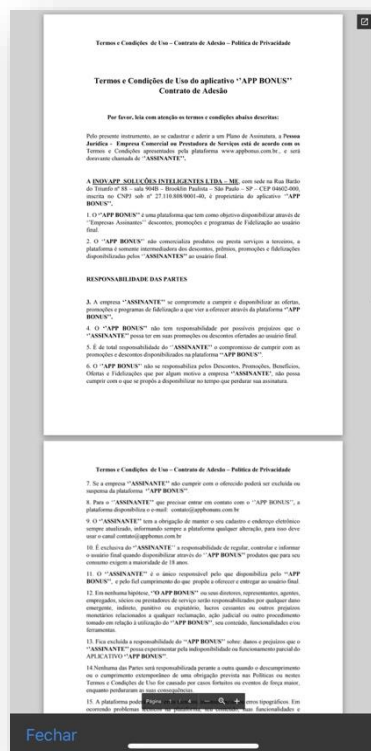 Termos e Condições de Uso – Contrato de Adesão – Política de Privacidade
Termos e Condições de Uso do aplicativo ‘’APP BONUS’’
Contrato de Adesão
Por favor, leia com atenção os termos e condições abaixo descritas:
Pelo presente instrumento, ao se cadastrar e aderir a um Plano de Assinatura, a Pessoa
Jurídica - Empresa Comercial ou Prestadora de Serviços está de acordo com os
Termos e Condições apresentados pela plataforma www.appbonus.com.br., e será
doravante chamada de ‘’ASSINANTE’’.
A INOVAPP SOLUÇÕES INTELIGENTES LTDA – ME, com sede na Rua Barão
do Triunfo nº 88 – sala 904B – Brooklin Paulista – São Paulo – SP – CEP 04602-000,
inscrita no CNPJ sob nº 27.110.808/0001-40, é proprietária do aplicativo ‘’APP
BONUS’’.
1. O ‘’APP BONUS’’ é uma plataforma que tem como objetivo disponibilizar através de
‘’Empresas Assinantes’’ descontos, promoções e programas de Fidelização ao usuário
final.
2. O ‘’APP BONUS’’ não comercializa produtos ou presta serviços a terceiros, a
plataforma é somente intermediadora dos descontos, prêmios, promoções e fidelizações
disponibilizadas pelos ‘’ASSINANTES’’ ao usuário final.
RESPONSABILIDADE DAS PARTES
3. A empresa ‘’ASSINANTE’’ se compromete a cumprir e disponibilizar as ofertas,
promoções e programas de fidelização a que vier a oferecer através da plataforma ‘’APP
BONUS’’.
4. O ‘’APP BONUS’’ não tem responsabilidade por possíveis prejuízos que o
‘’ASSINANTE’’ possa ter em suas promoções ou descontos ofertados ao usuário final.
5. É de total responsabilidade do ‘’ASSINANTE’’ o compromisso de cumprir com as
promoções e descontos disponibilizados na plataforma ‘’APP BONUS’’.
6. O ‘’APP BONUS’’ não se responsabiliza pelos Descontos, Promoções, Benefícios,
Ofertas e Fidelizações que por algum motivo a empresa ‘’ASSINANTE’, não possa
cumprir com o que se propôs a disponibilizar no tempo que perdurar sua assinatura.
Termos e Condições de Uso – Contrato de Adesão – Política de Privacidade
7. Se a empresa ‘’ASSINANTE’’ não cumprir com o oferecido poderá ser excluída ou
suspensa da plataforma ‘’APP BONUS’’.
8. Para o ‘’ASSINANTE’’ que precisar entrar em contato com o ‘’APP BONUS’’, a
plataforma disponibiliza o e-mail: contato@appbonus.com.br
9. O ‘’ASSINANTE’’ tem a obrigação de manter o seu cadastro e endereço eletrônico
sempre atualizado, informando sempre a plataforma qualquer alteração, para isso deve
usar o canal contato@appbonus.com.br
10. É exclusiva do ‘’ASSINANTE’’ a responsabilidade de regular, controlar e informar
o usuário final quando disponibilizar através do ‘’APP BONUS’’ produtos que para seu
consumo exigem a maioridade de 18 anos.
11. O ‘’ASSINANTE’’ é o único responsável pelo que disponibiliza pelo ‘’APP
BONUS’’, e pelo fiel cumprimento do que propõe a oferecer e entregar ao usuário final.
12. Em nenhuma hipótese, ‘’O APP BONUS’’ ou seus diretores, representantes, agentes,
empregados, sócios ou prestadores de serviço serão responsabilizados por qualquer dano
emergente, indireto, punitivo ou expiatório, lucros cessantes ou outros prejuízos
monetários relacionados a qualquer reclamação, ação judicial ou outro procedimento
tomado em relação à utilização do ‘’APP BONUS’’, seu conteúdo, funcionalidades e/ou
ferramentas.
13. Fica excluída a responsabilidade do ‘’APP BONUS’’ sobre: danos e prejuízos que o
‘’ASSINANTE’’ possa experimentar pela indisponibilidade ou funcionamento parcial do
APLICATIVO ‘’APP BONUS’’.
14.Nenhuma das Partes será responsabilizada perante a outra quando o descumprimento
ou o cumprimento extemporâneo de uma obrigação prevista nas Políticas ou nestes
Termos e Condições de Uso for causado por casos fortuitos ou eventos de força maior,
enquanto perdurarem as suas consequências.
15. A plataforma poderá erros tipográficos. Em
ocorrendo problemas suas funcionalidades e
Página
Fechar